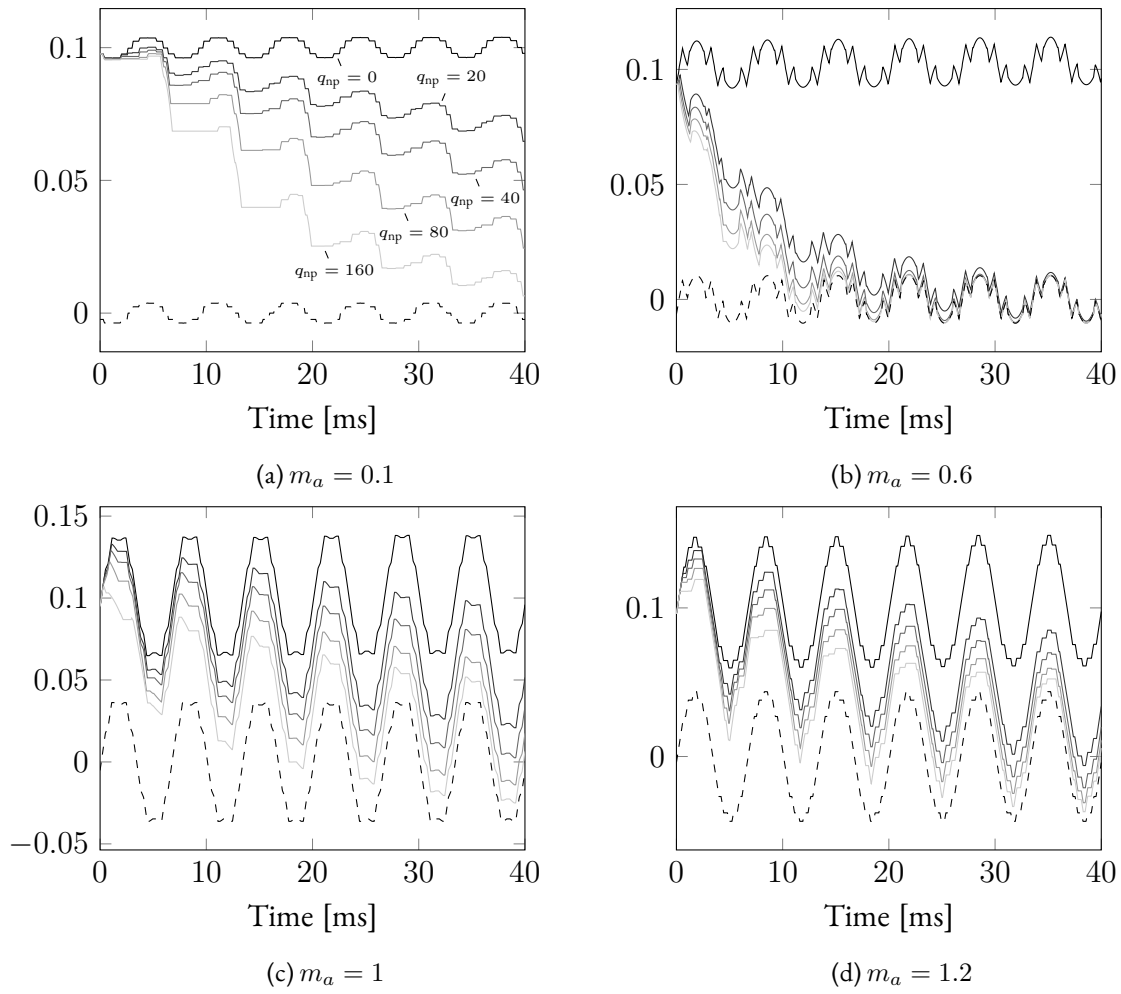 0.1
0.05
0
q_np = 0
q_np = 20
q_np = 40
q_np = 80
q_np = 160
0 10 20 30 40
Time [ms]
(a) m_a = 0.1
0.1
0.05
0
0 10 20 30 40
Time [ms]
(b) m_a = 0.6
0.15
0.1
0.05
0
−0.05
0 10 20 30 40
Time [ms]
(c) m_a = 1
0.1
0
0 10 20 30 40
Time [ms]
(d) m_a = 1.2